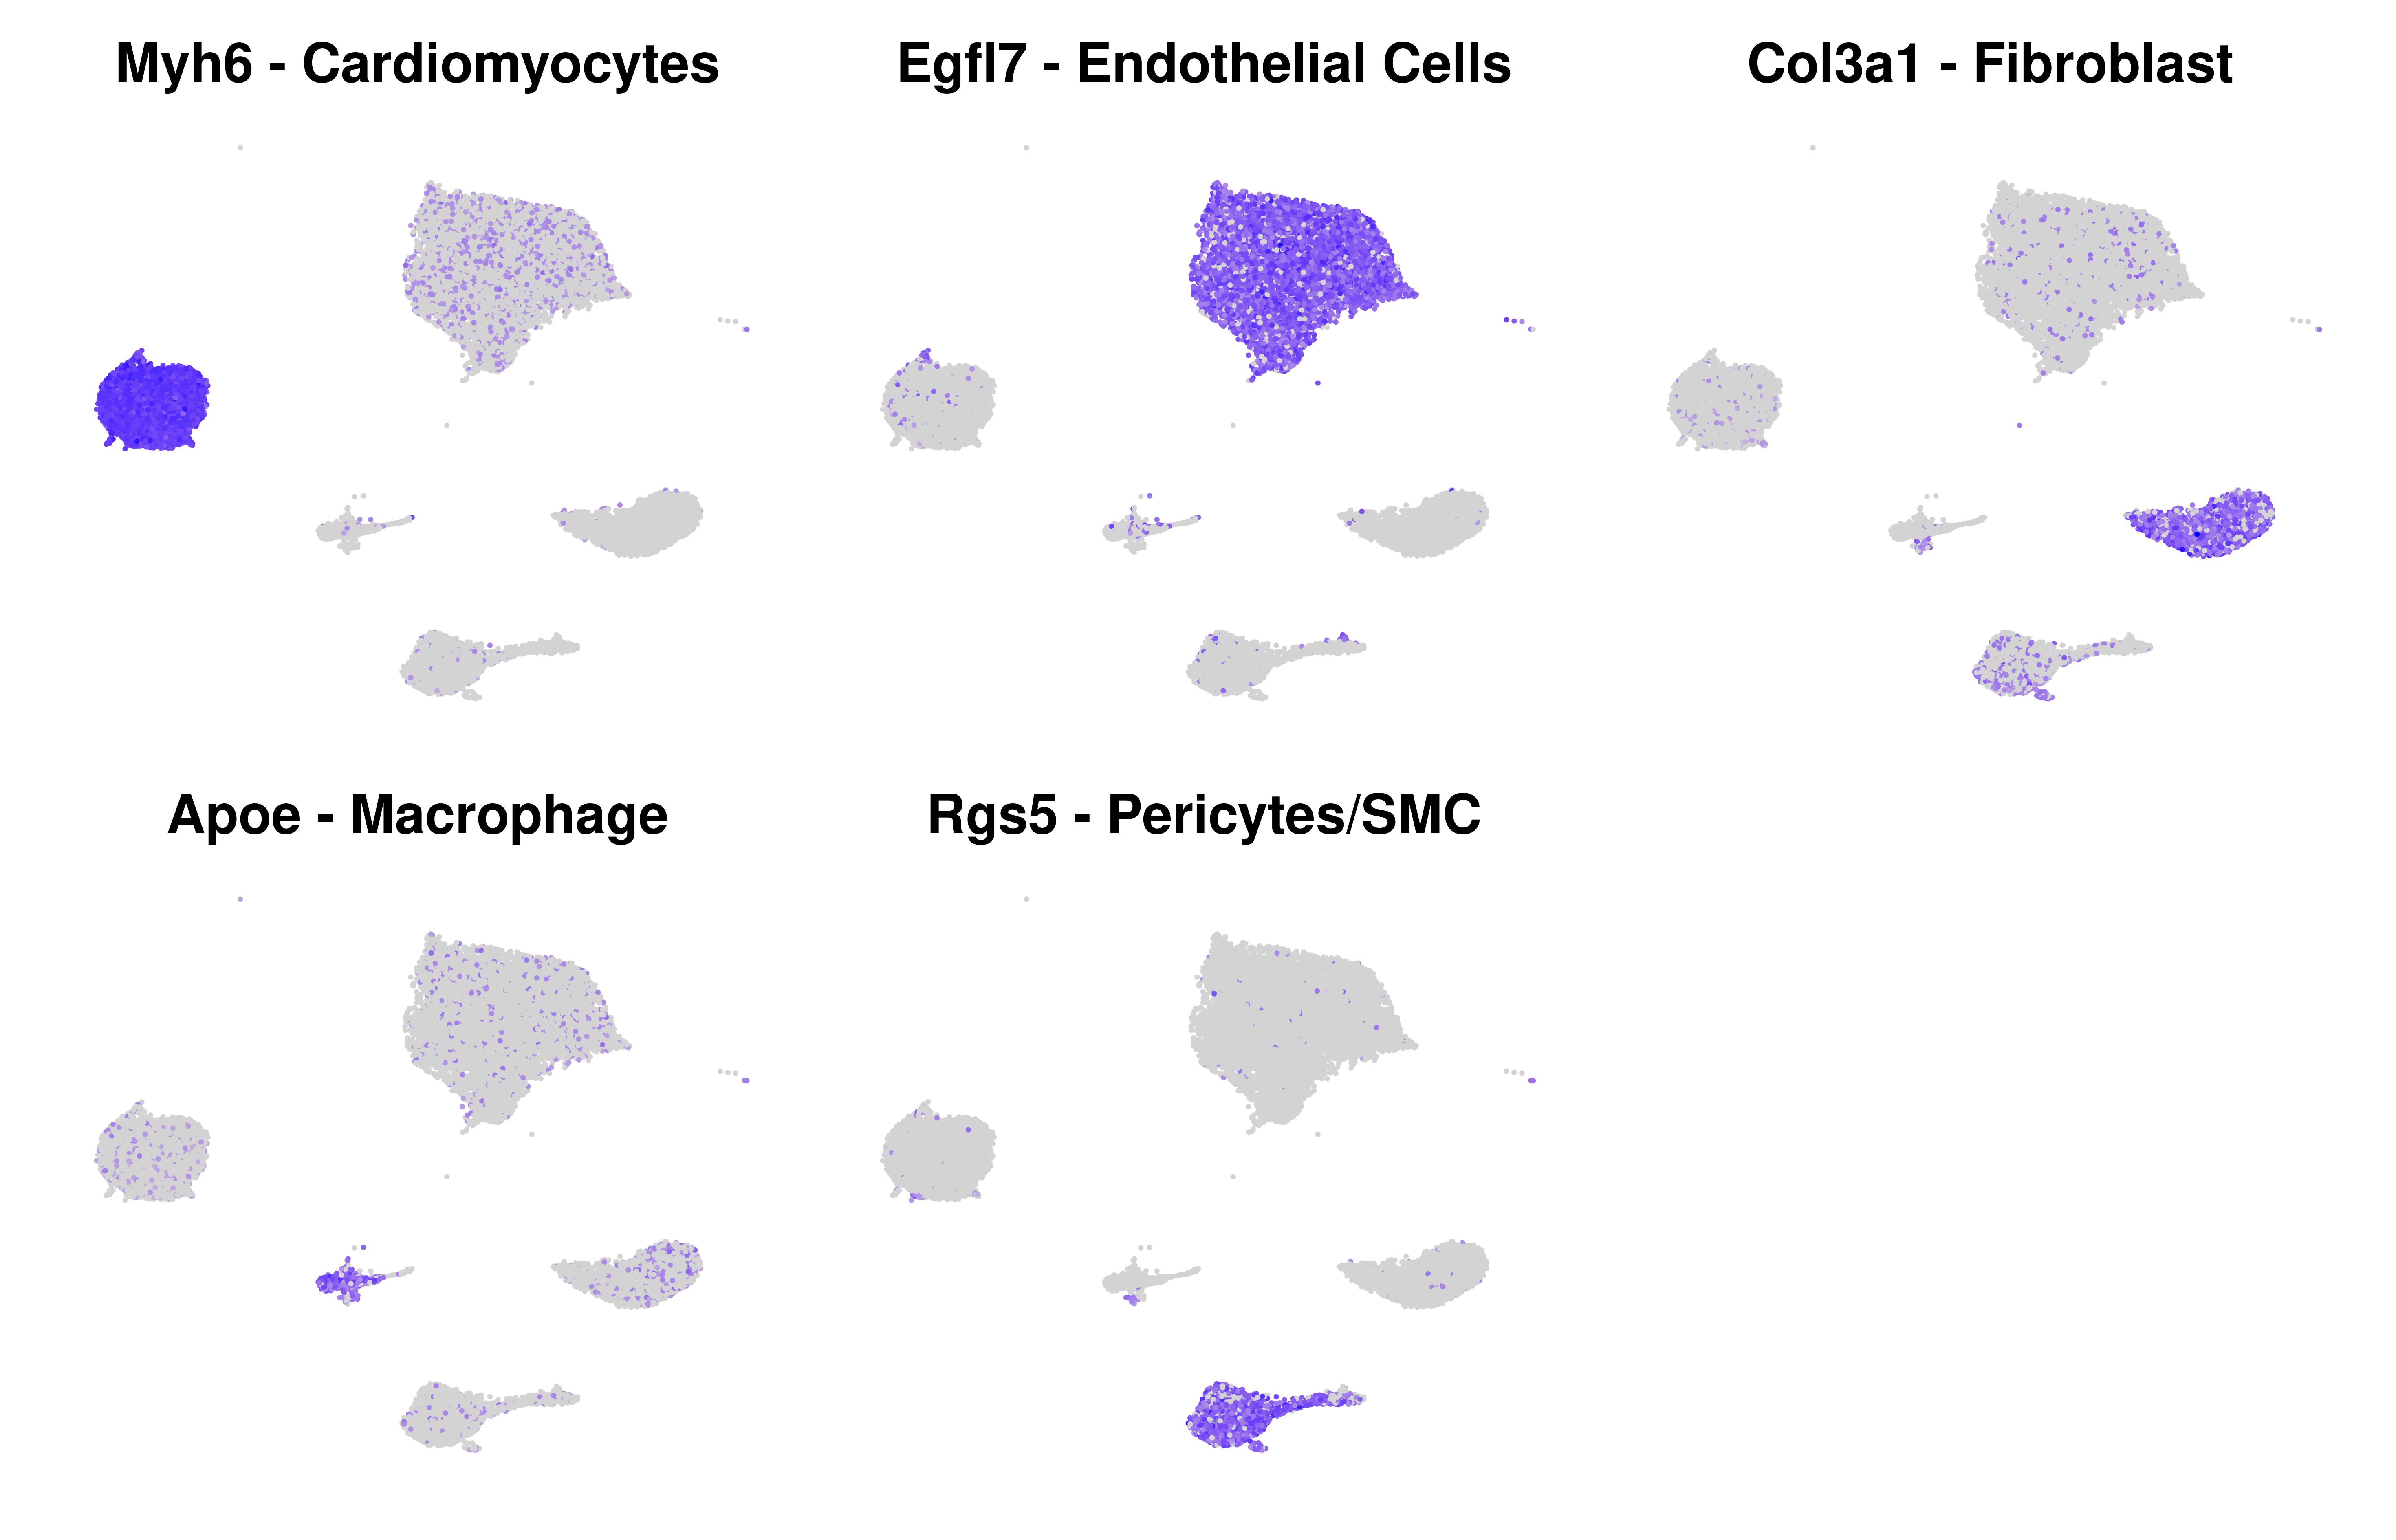 Myh6 - Cardiomyocytes
Egfl7 - Endothelial Cells
Col3a1 - Fibroblast
Apoe - Macrophage
Rgs5 - Pericytes/SMC